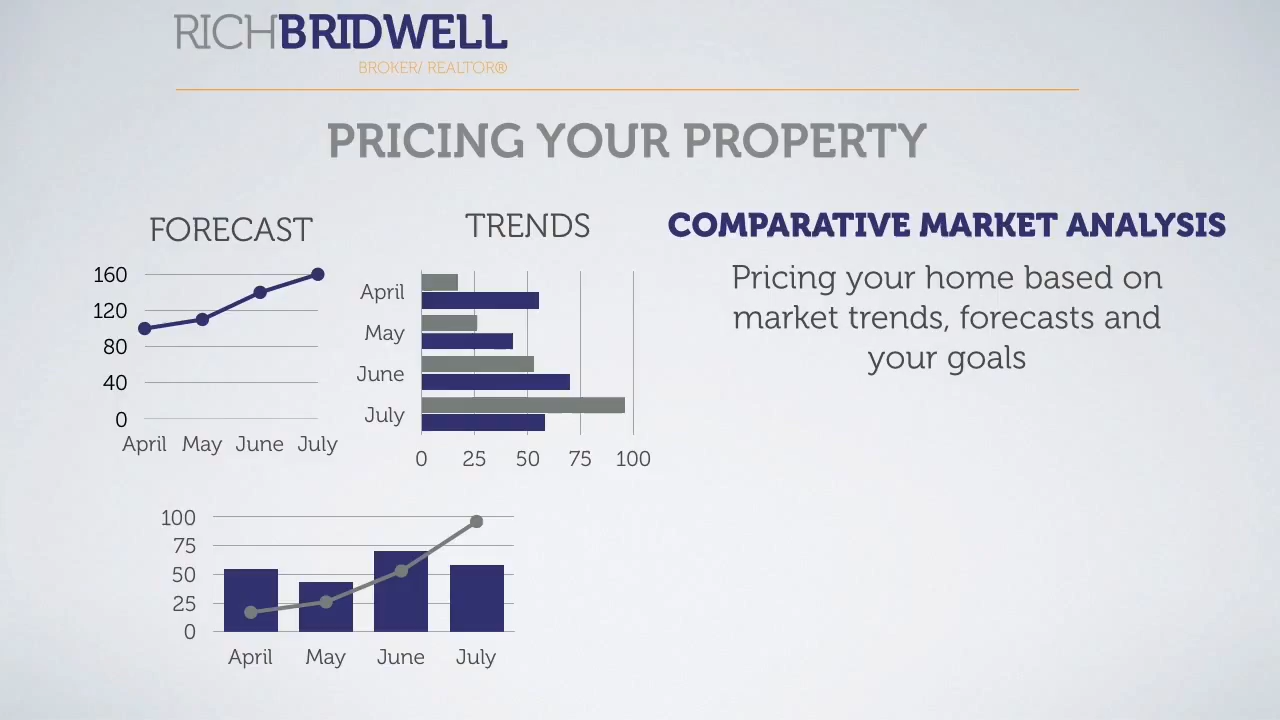 RICHBRIDWELL
BROKER/ REALTOR®
PRICING YOUR PROPERTY
FORECAST
160
120
80
40
0
April May June July
TRENDS
April
May
June
July
0 25 50 75 100
COMPARATIVE MARKET ANALYSIS
Pricing your home based on
market trends, forecasts and
your goals
100
75
50
25
0
April May June July